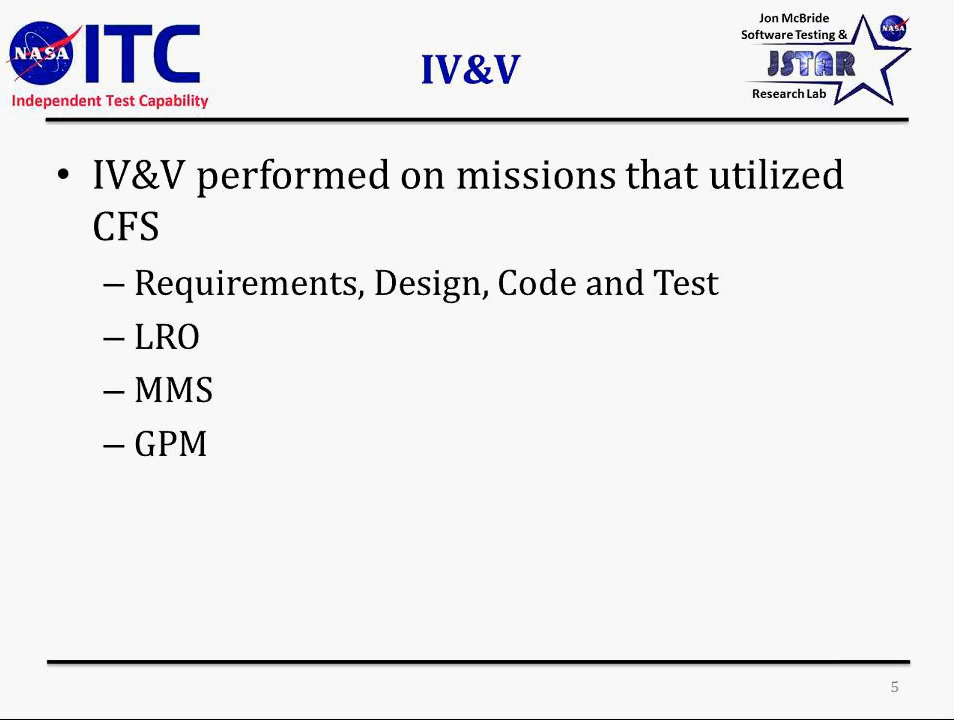 NASA ITC
Independent Test Capability
IV&V
Jon McBride
Software Testing &
JSTAR
NASA
Research Lab
• IV&V performed on missions that utilized
CFS
– Requirements, Design, Code and Test
– LRO
– MMS
– GPM
5